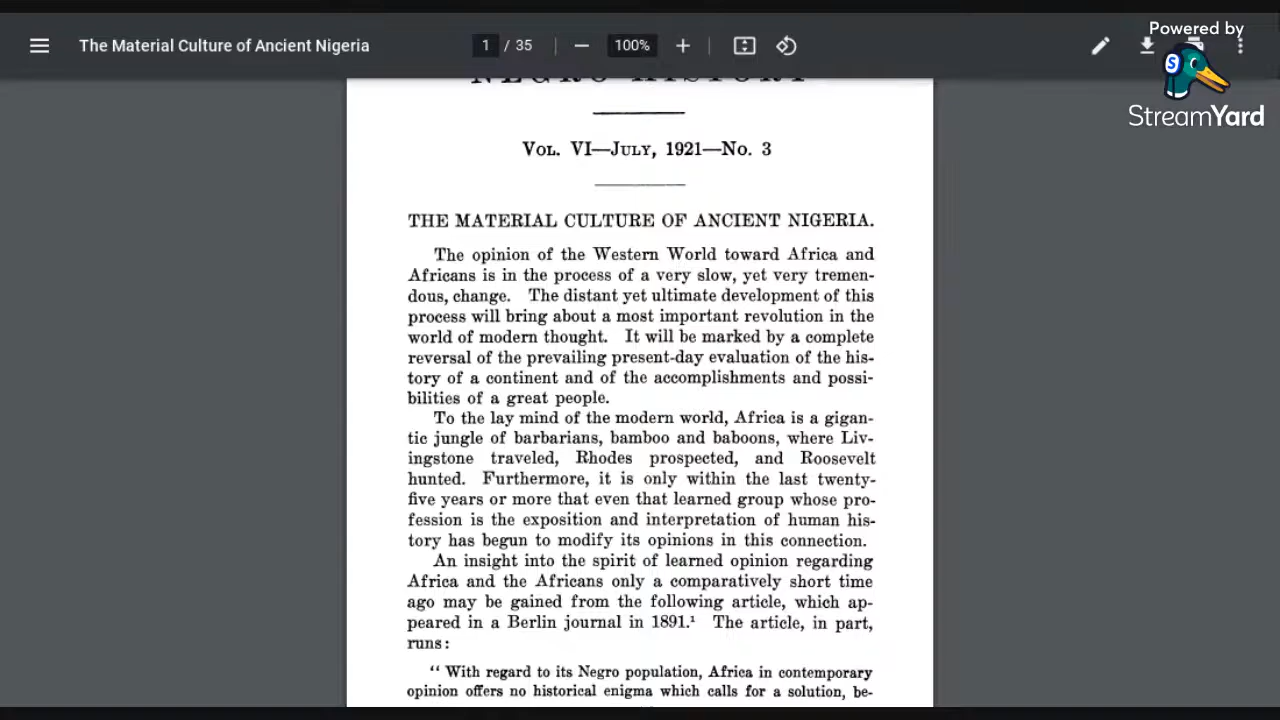 Powered by
StreamYard
The Material Culture of Ancient Nigeria
1 / 35
100%
NEGRO HISTORY
VOL. VI—JULY, 1921—NO. 3
THE MATERIAL CULTURE OF ANCIENT NIGERIA.
The opinion of the Western World toward Africa and
Africans is in the process of a very slow, yet very tremen-
dous, change. The distant yet ultimate development of this
process will bring about a most important revolution in the
world of modern thought. It will be marked by a complete
reversal of the prevailing present-day evaluation of the his-
tory of a continent and of the accomplishments and possi-
bilities of a great people.
To the lay mind of the modern world, Africa is a gigan-
tic jungle of barbarians, bamboo and baboons, where Liv-
ingstone traveled, Rhodes prospected, and Roosevelt
hunted. Furthermore, it is only within the last twenty-
five years or more that even that learned group whose pro-
fession is the exposition and interpretation of human his-
tory has begun to modify its opinions in this connection.
An insight into the spirit of learned opinion regarding
Africa and the Africans only a comparatively short time
ago may be gained from the following article, which ap-
peared in a Berlin journal in 1891.¹ The article, in part,
runs:
“ With regard to its Negro population, Africa in contemporary
opinion offers no historical enigma which calls for a solution, be-